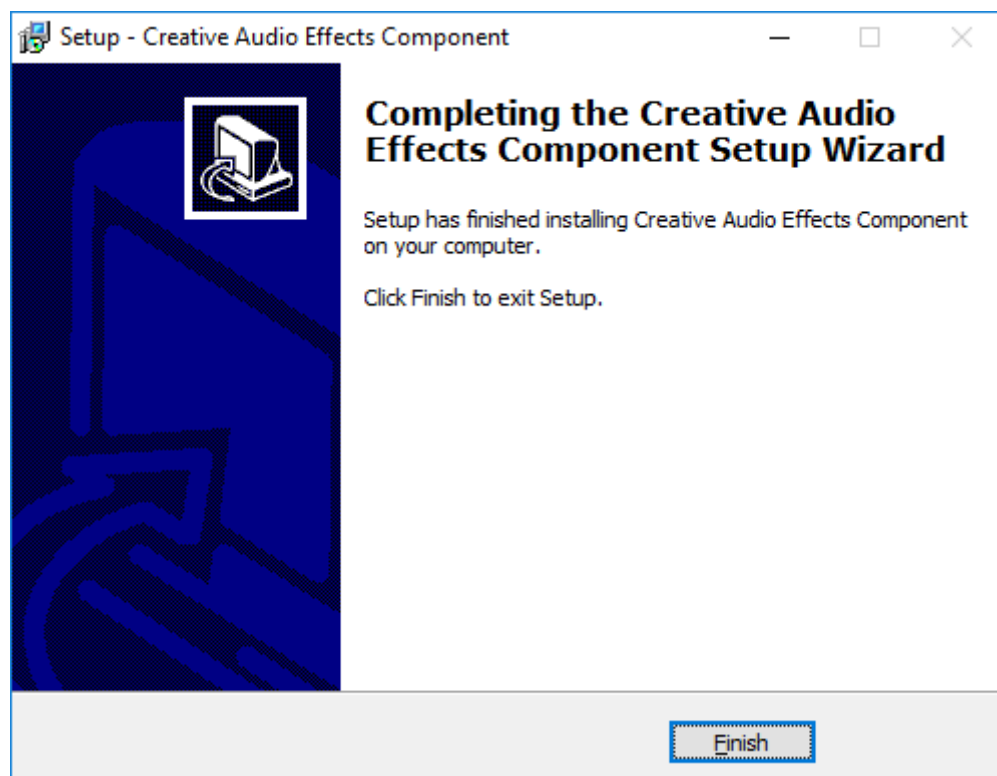 Setup - Creative Audio Effects Component
Completing the Creative Audio
Effects Component Setup Wizard
Setup has finished installing Creative Audio Effects Component
on your computer.
Click Finish to exit Setup.
Finish